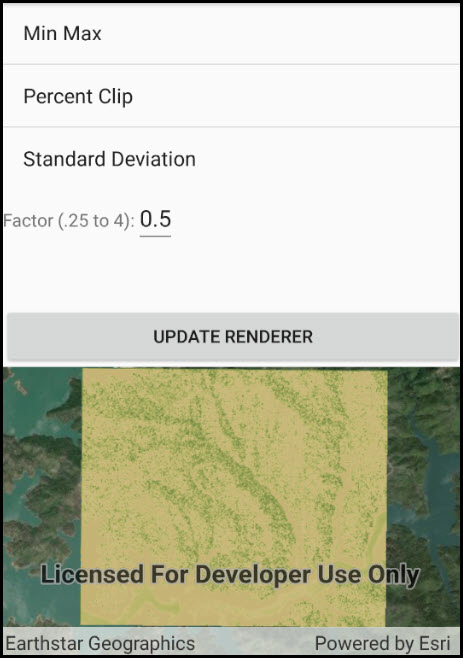 Min Max
Percent Clip
Standard Deviation
Factor (.25 to 4): 0.5
UPDATE RENDERER
Licensed For Developer Use Only
Earthstar Geographics Powered by Esri